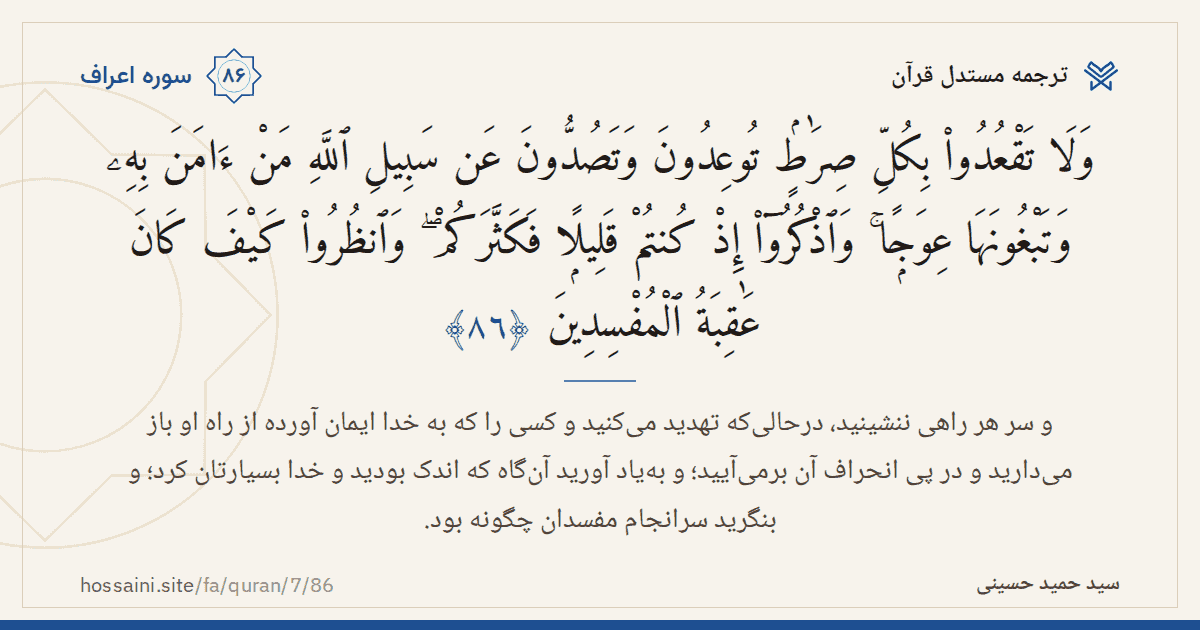 ترجمه مستدل قرآن
سوره اعراف ۸۶
وَلَا تَقْعُدُوا۟ بِكُلِّ صِرَٰطٍۢ تُوعِدُونَ وَتَصُدُّونَ عَن سَبِيلِ ٱللَّهِ مَنْ ءَامَنَ بِهِۦ
وَتَبْغُونَهَا عِوَجًۭا ۚ وَٱذْكُرُوٓا۟ إِذْ كُنتُمْ قَلِيلًۭا فَكَثَّرَكُمْ ۖ وَٱنظُرُوا۟ كَيْفَ كَانَ
عَٰقِبَةُ ٱلْمُفْسِدِينَ ﴿٨٦﴾
و سر هر راهی ننشینید، درحالی‌که تهدید می‌کنید و کسی را که به خدا ایمان آورده از راه او باز
می‌دارید و در پی انحراف آن برمی‌آیید؛ و به‌یاد آورید آن‌گاه که اندک بودید و خدا بسیارتان کرد؛ و
بنگرید سرانجام مفسدان چگونه بود.
سید حمید حسینی
hossaini.site/fa/quran/7/86